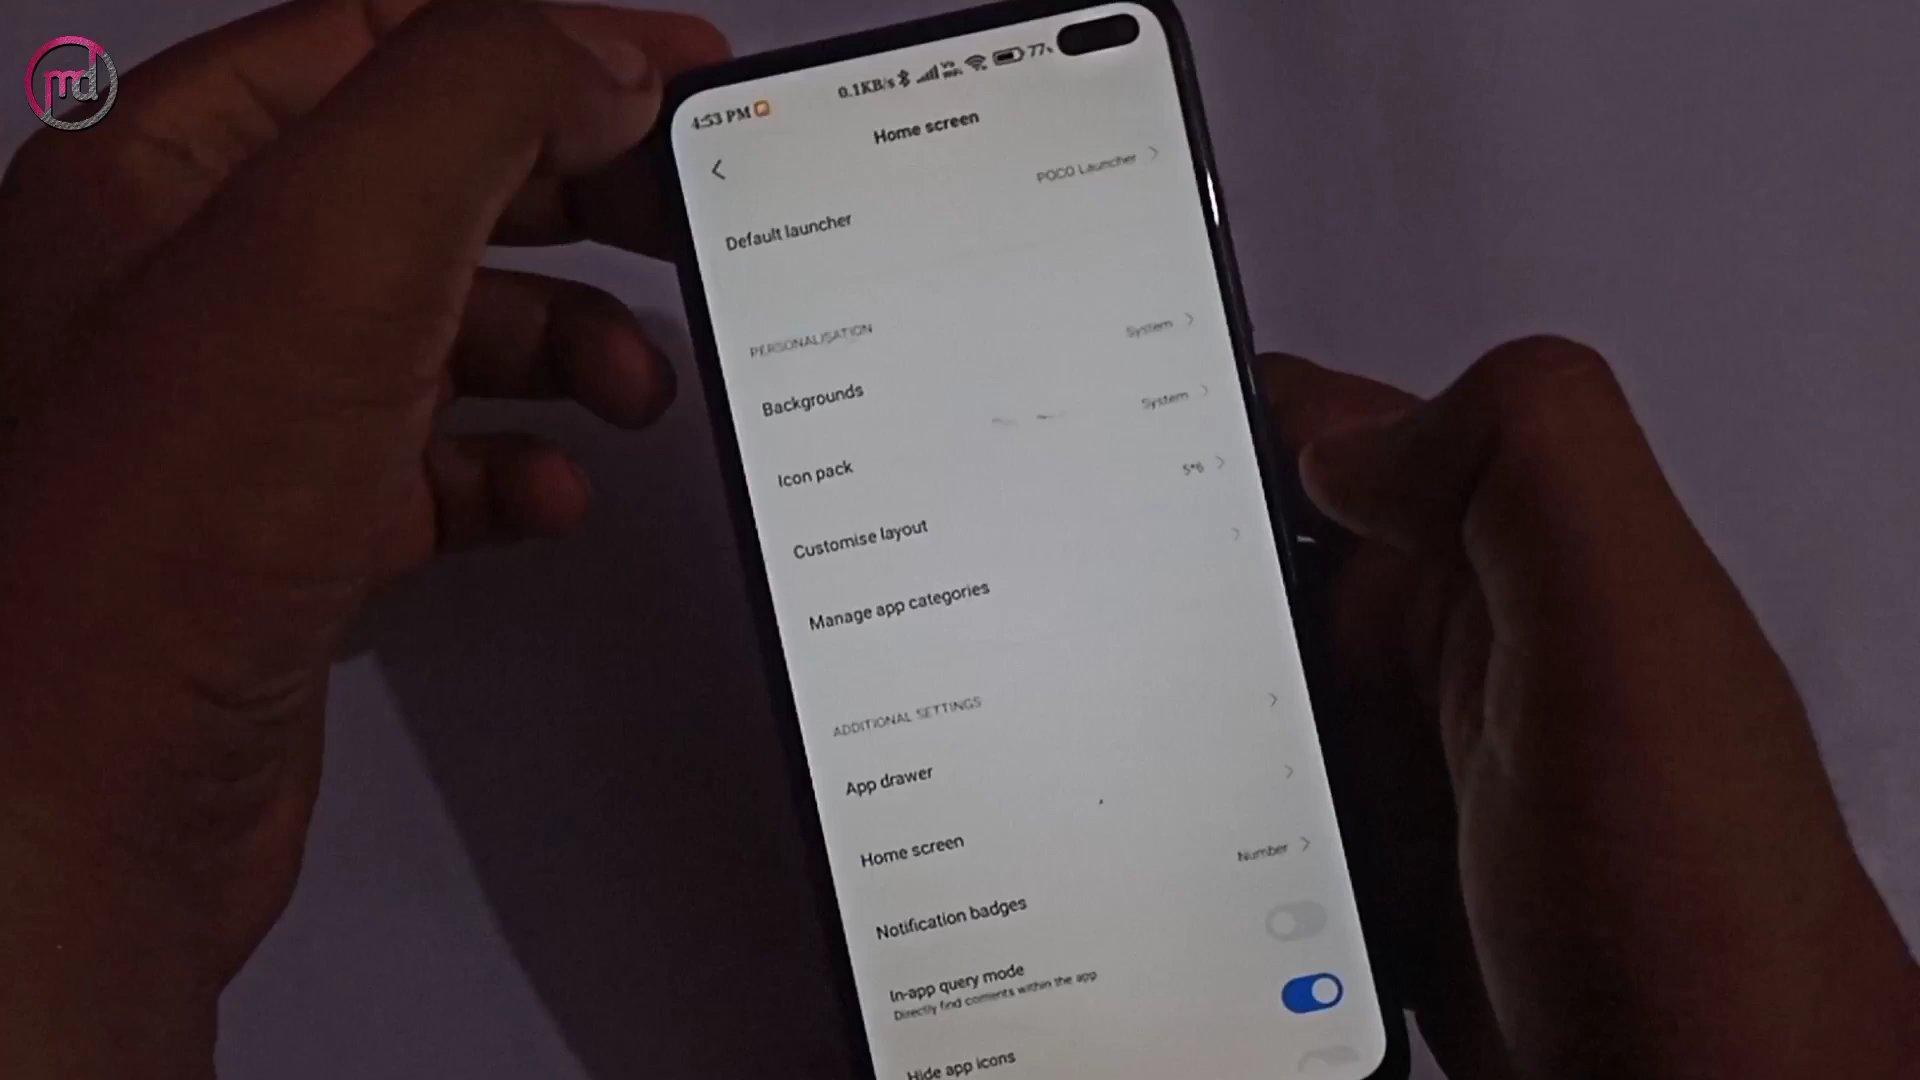 md
4:53 PM 0.1KB/s 77%
Home screen
Default launcher POCO Launcher
PERSONALISATION
Backgrounds System
Icon pack System
Customise layout 5*6
Manage app categories
ADDITIONAL SETTINGS
App drawer
Home screen
Notification badges Number
In-app query mode
Directly find contents within the app
Hide app icons